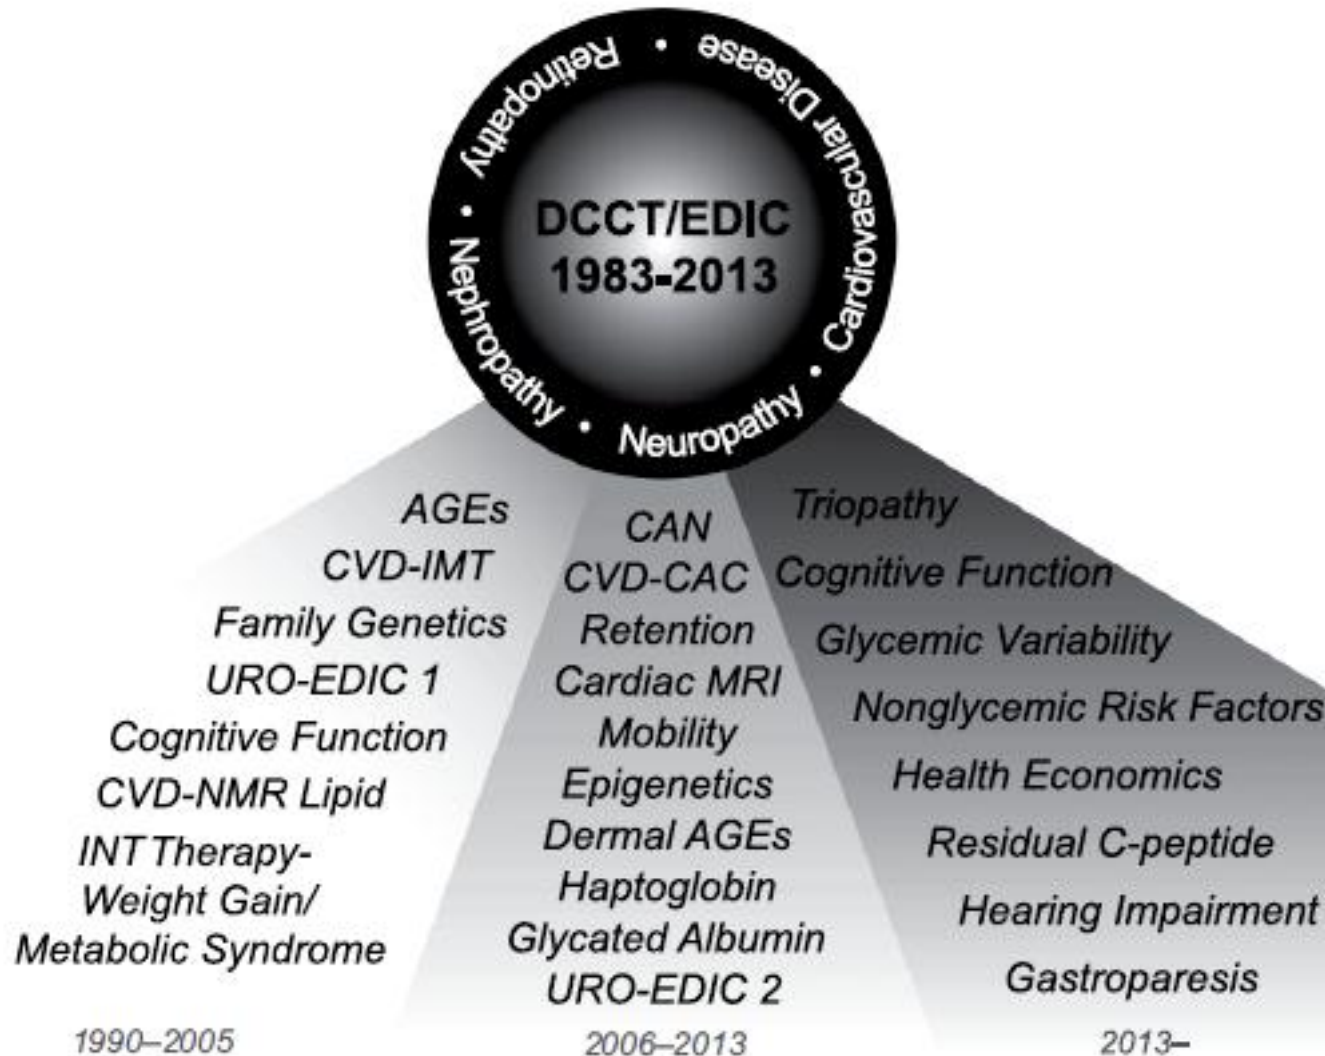 Retinopathy • Nephropathy • Neuropathy • Cardiovascular Disease •
DCCT/EDIC
1983-2013
AGEs
CVD-IMT
Family Genetics
URO-EDIC 1
Cognitive Function
CVD-NMR Lipid
INT Therapy-
Weight Gain/
Metabolic Syndrome
1990–2005
CAN
CVD-CAC
Retention
Cardiac MRI
Mobility
Epigenetics
Dermal AGEs
Haptoglobin
Glycated Albumin
URO-EDIC 2
2006–2013
Triopathy
Cognitive Function
Glycemic Variability
Nonglycemic Risk Factors
Health Economics
Residual C-peptide
Hearing Impairment
Gastroparesis
2013–